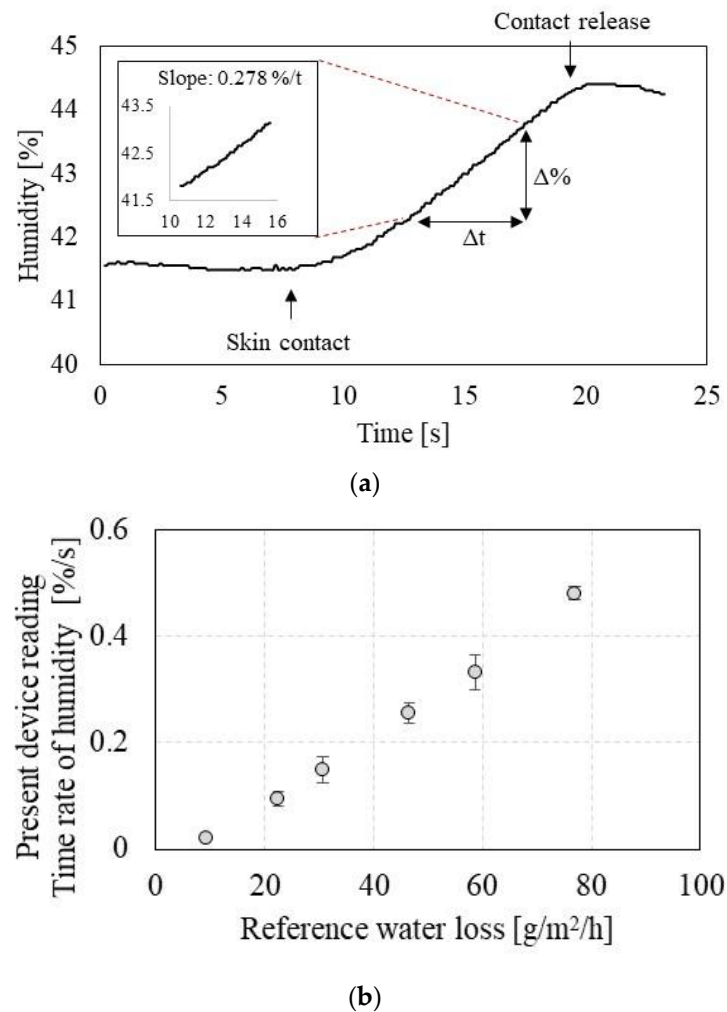 Contact release
45
44
43
42
41
40
Humidity [%]
Slope: 0.278 %/t
43.5
42.5
41.5
10 12 14 16
Δ%
Δt
Skin contact
0 5 10 15 20 25
Time [s]
(a)
0.6
0.4
0.2
0
Present device reading
Time rate of humidity [%/s]
0 20 40 60 80 100
Reference water loss [g/m²/h]
(b)